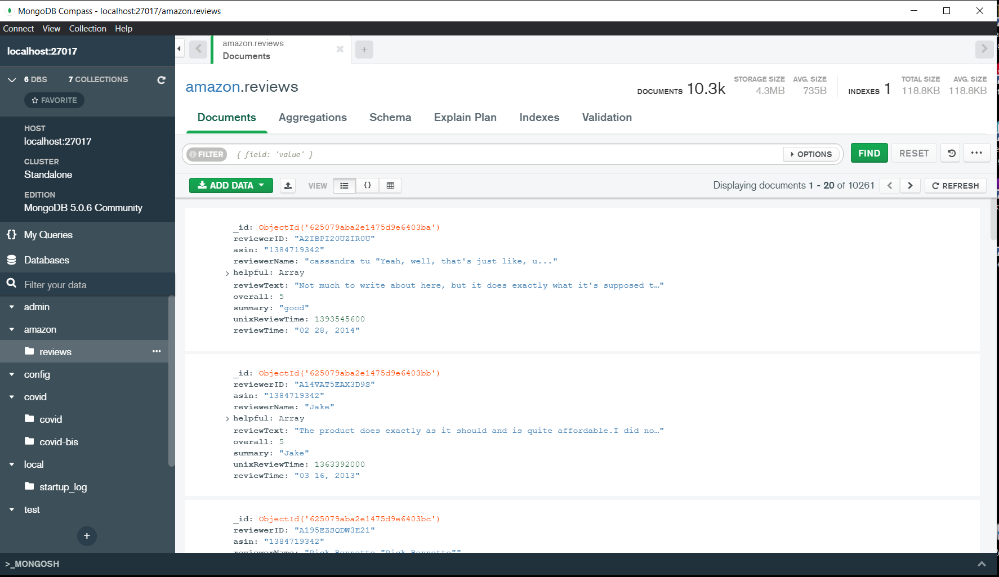 MongoDB Compass - localhost:27017/amazon.reviews
Connect View Collection Help
localhost:27017
6 DBS 7 COLLECTIONS
FAVORITE
HOST
localhost:27017
CLUSTER
Standalone
EDITION
MongoDB 5.0.6 Community
{} My Queries
Databases
Filter your data
admin
amazon
reviews
config
covid
covid
covid-bis
local
startup_log
test
+
amazon.reviews
Documents
+
amazon.reviews
DOCUMENTS 10.3k
STORAGE SIZE
4.3MB
AVG. SIZE
735B
INDEXES 1
TOTAL SIZE
118.8KB
AVG. SIZE
118.8KB
Documents Aggregations Schema Explain Plan Indexes Validation
FILTER { field: 'value' } OPTIONS FIND RESET
ADD DATA VIEW {} Displaying documents 1 - 20 of 10261 REFRESH
_id: ObjectId('625079aba2e1475d9e6403ba')
reviewerID: "A2IBPI20UZIR0U"
asin: "1384719342"
reviewerName: "cassandra tu "Yeah, well, that's just like, u..."
helpful: Array
reviewText: "Not much to write about here, but it does exactly what it's supposed t…"
overall: 5
summary: "good"
unixReviewTime: 1393545600
reviewTime: "02 28, 2014"
_id: ObjectId('625079aba2e1475d9e6403bb')
reviewerID: "A14VAT5EAX3D9S"
asin: "1384719342"
reviewerName: "Jake"
helpful: Array
reviewText: "The product does exactly as it should and is quite affordable.I did no…"
overall: 5
summary: "Jake"
unixReviewTime: 1363392000
reviewTime: "03 16, 2013"
_id: ObjectId('625079aba2e1475d9e6403bc')
reviewerID: "A195EZSQDW3E21"
asin: "1384719342"
reviewerName: "Rick Bennette "Rick Bennette""
>_MONGOSH